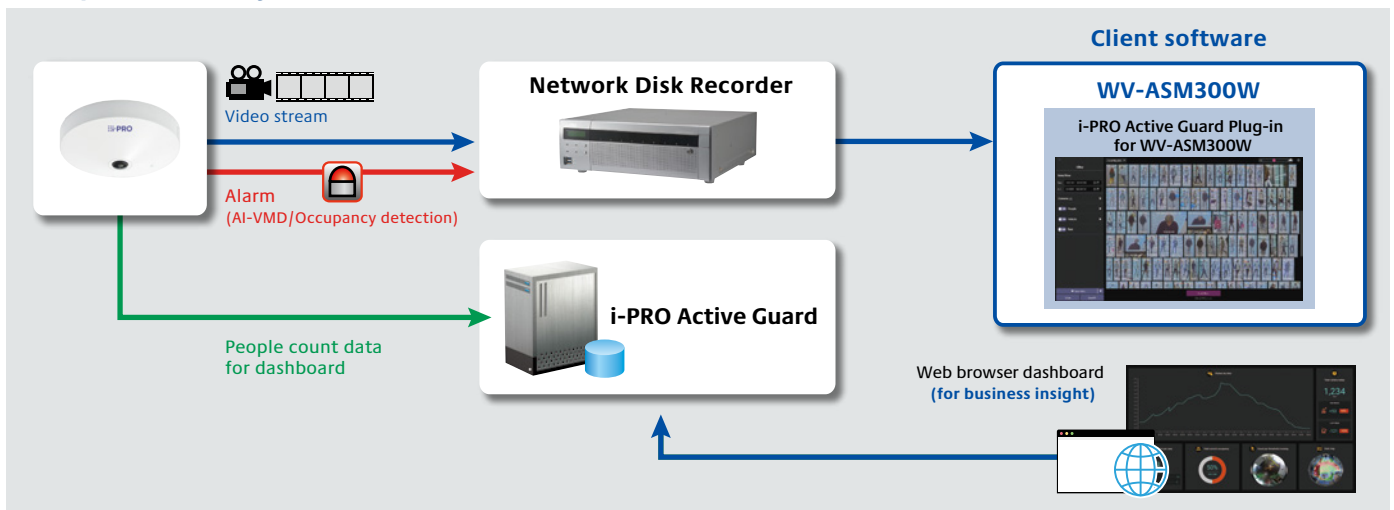 Client software
i-PRO
Video stream
Alarm
(AI-VMD/Occupancy detection)
People count data
for dashboard
Network Disk Recorder
i-PRO Active Guard
WV-ASM300W
i-PRO Active Guard Plug-in
for WV-ASM300W
Web browser dashboard
(for business insight)
1,234